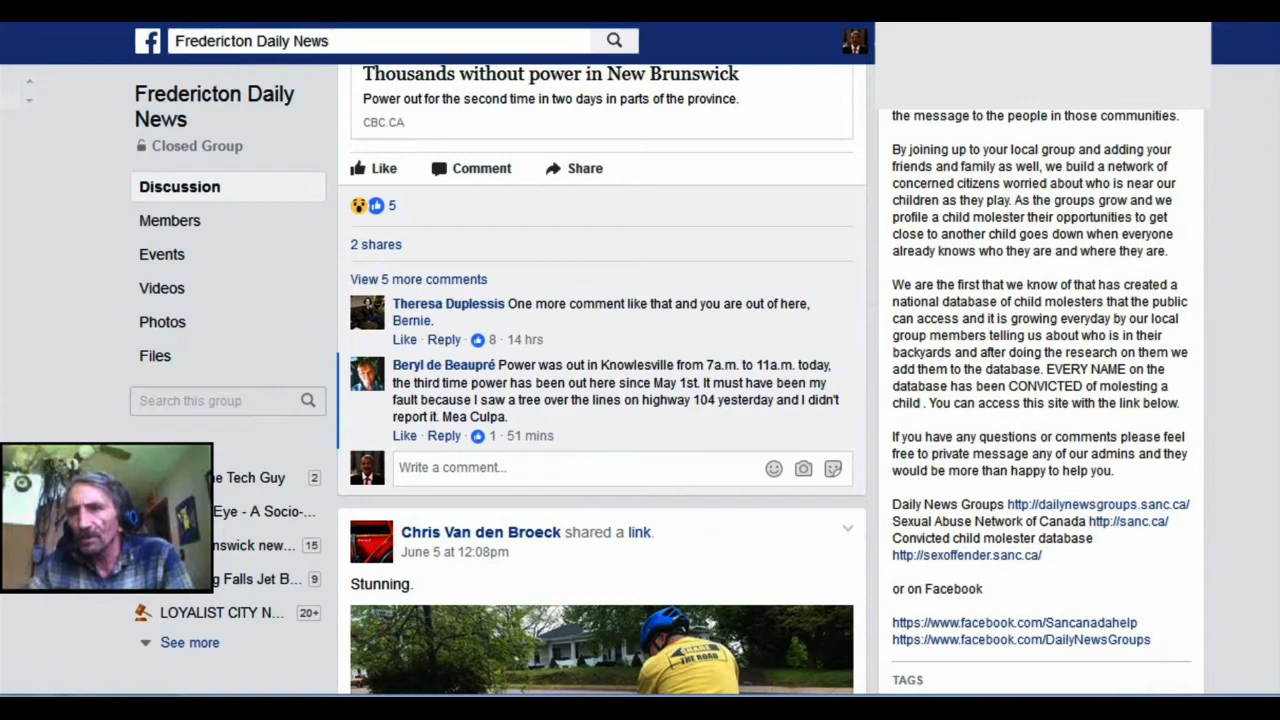 Fredericton Daily News
Fredericton Daily
News
Closed Group
Discussion
Members
Events
Videos
Photos
Files
Search this group
he Tech Guy 2
Eye - A Socio-...
nswick new... 15
g Falls Jet B... 9
LOYALIST CITY N... 20+
See more
Thousands without power in New Brunswick
Power out for the second time in two days in parts of the province.
CBC.CA
Like Comment Share
5
2 shares
View 5 more comments
Theresa Duplessis One more comment like that and you are out of here,
Bernie.
Like · Reply · 8 · 14 hrs
Beryl de Beaupré Power was out in Knowlesville from 7a.m. to 11a.m. today,
the third time power has been out here since May 1st. It must have been my
fault because I saw a tree over the lines on highway 104 yesterday and I didn't
report it. Mea Culpa.
Like · Reply · 1 · 51 mins
Write a comment...
Chris Van den Broeck shared a link.
June 5 at 12:08pm
Stunning.
SHARE
THE ROAD
the message to the people in those communities.
By joining up to your local group and adding your
friends and family as well, we build a network of
concerned citizens worried about who is near our
children as they play. As the groups grow and we
profile a child molester their opportunities to get
close to another child goes down when everyone
already knows who they are and where they are.
We are the first that we know of that has created a
national database of child molesters that the public
can access and it is growing everyday by our local
group members telling us about who is in their
backyards and after doing the research on them we
add them to the database. EVERY NAME on the
database has been CONVICTED of molesting a
child . You can access this site with the link below.
If you have any questions or comments please feel
free to private message any of our admins and they
would be more than happy to help you.
Daily News Groups http://dailynewsgroups.sanc.ca/
Sexual Abuse Network of Canada http://sanc.ca/
Convicted child molester database
http://sexoffender.sanc.ca/
or on Facebook
https://www.facebook.com/Sancanadahelp
https://www.facebook.com/DailyNewsGroups
TAGS